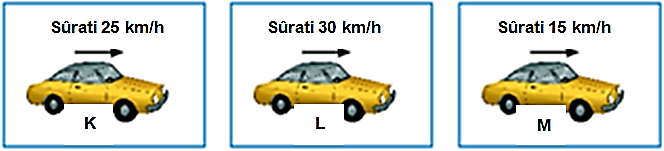 Sûrati 25 km/h
K
Sûrati 30 km/h
L
Sûrati 15 km/h
M